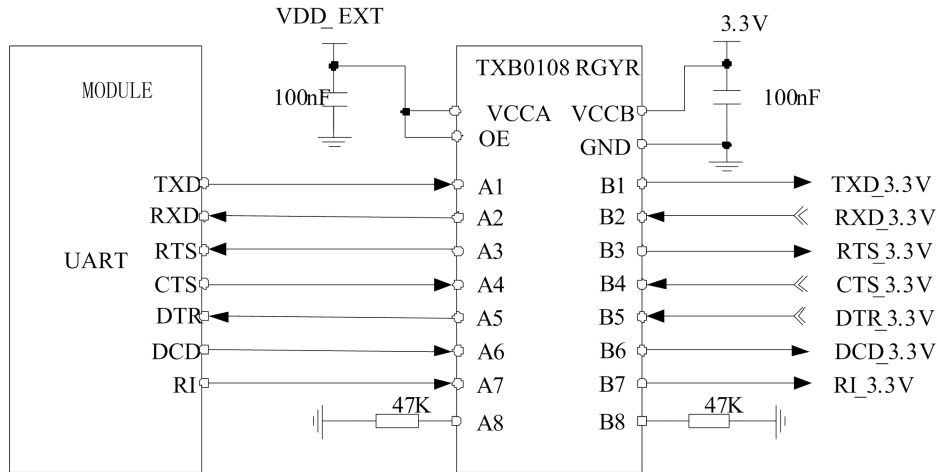 VDD_EXT
3.3V
MODULE
TXB0108 RGYR
100nF
100nF
VCCA
VCCB
OE
GND
TXD
A1
B1
TXD_3.3V
RXD
A2
B2
RXD_3.3V
RTS
A3
B3
RTS_3.3V
UART
CTS
A4
B4
CTS_3.3V
DTR
A5
B5
DTR_3.3V
DCD
A6
B6
DCD_3.3V
RI
A7
B7
RI_3.3V
47K
A8
B8
47K